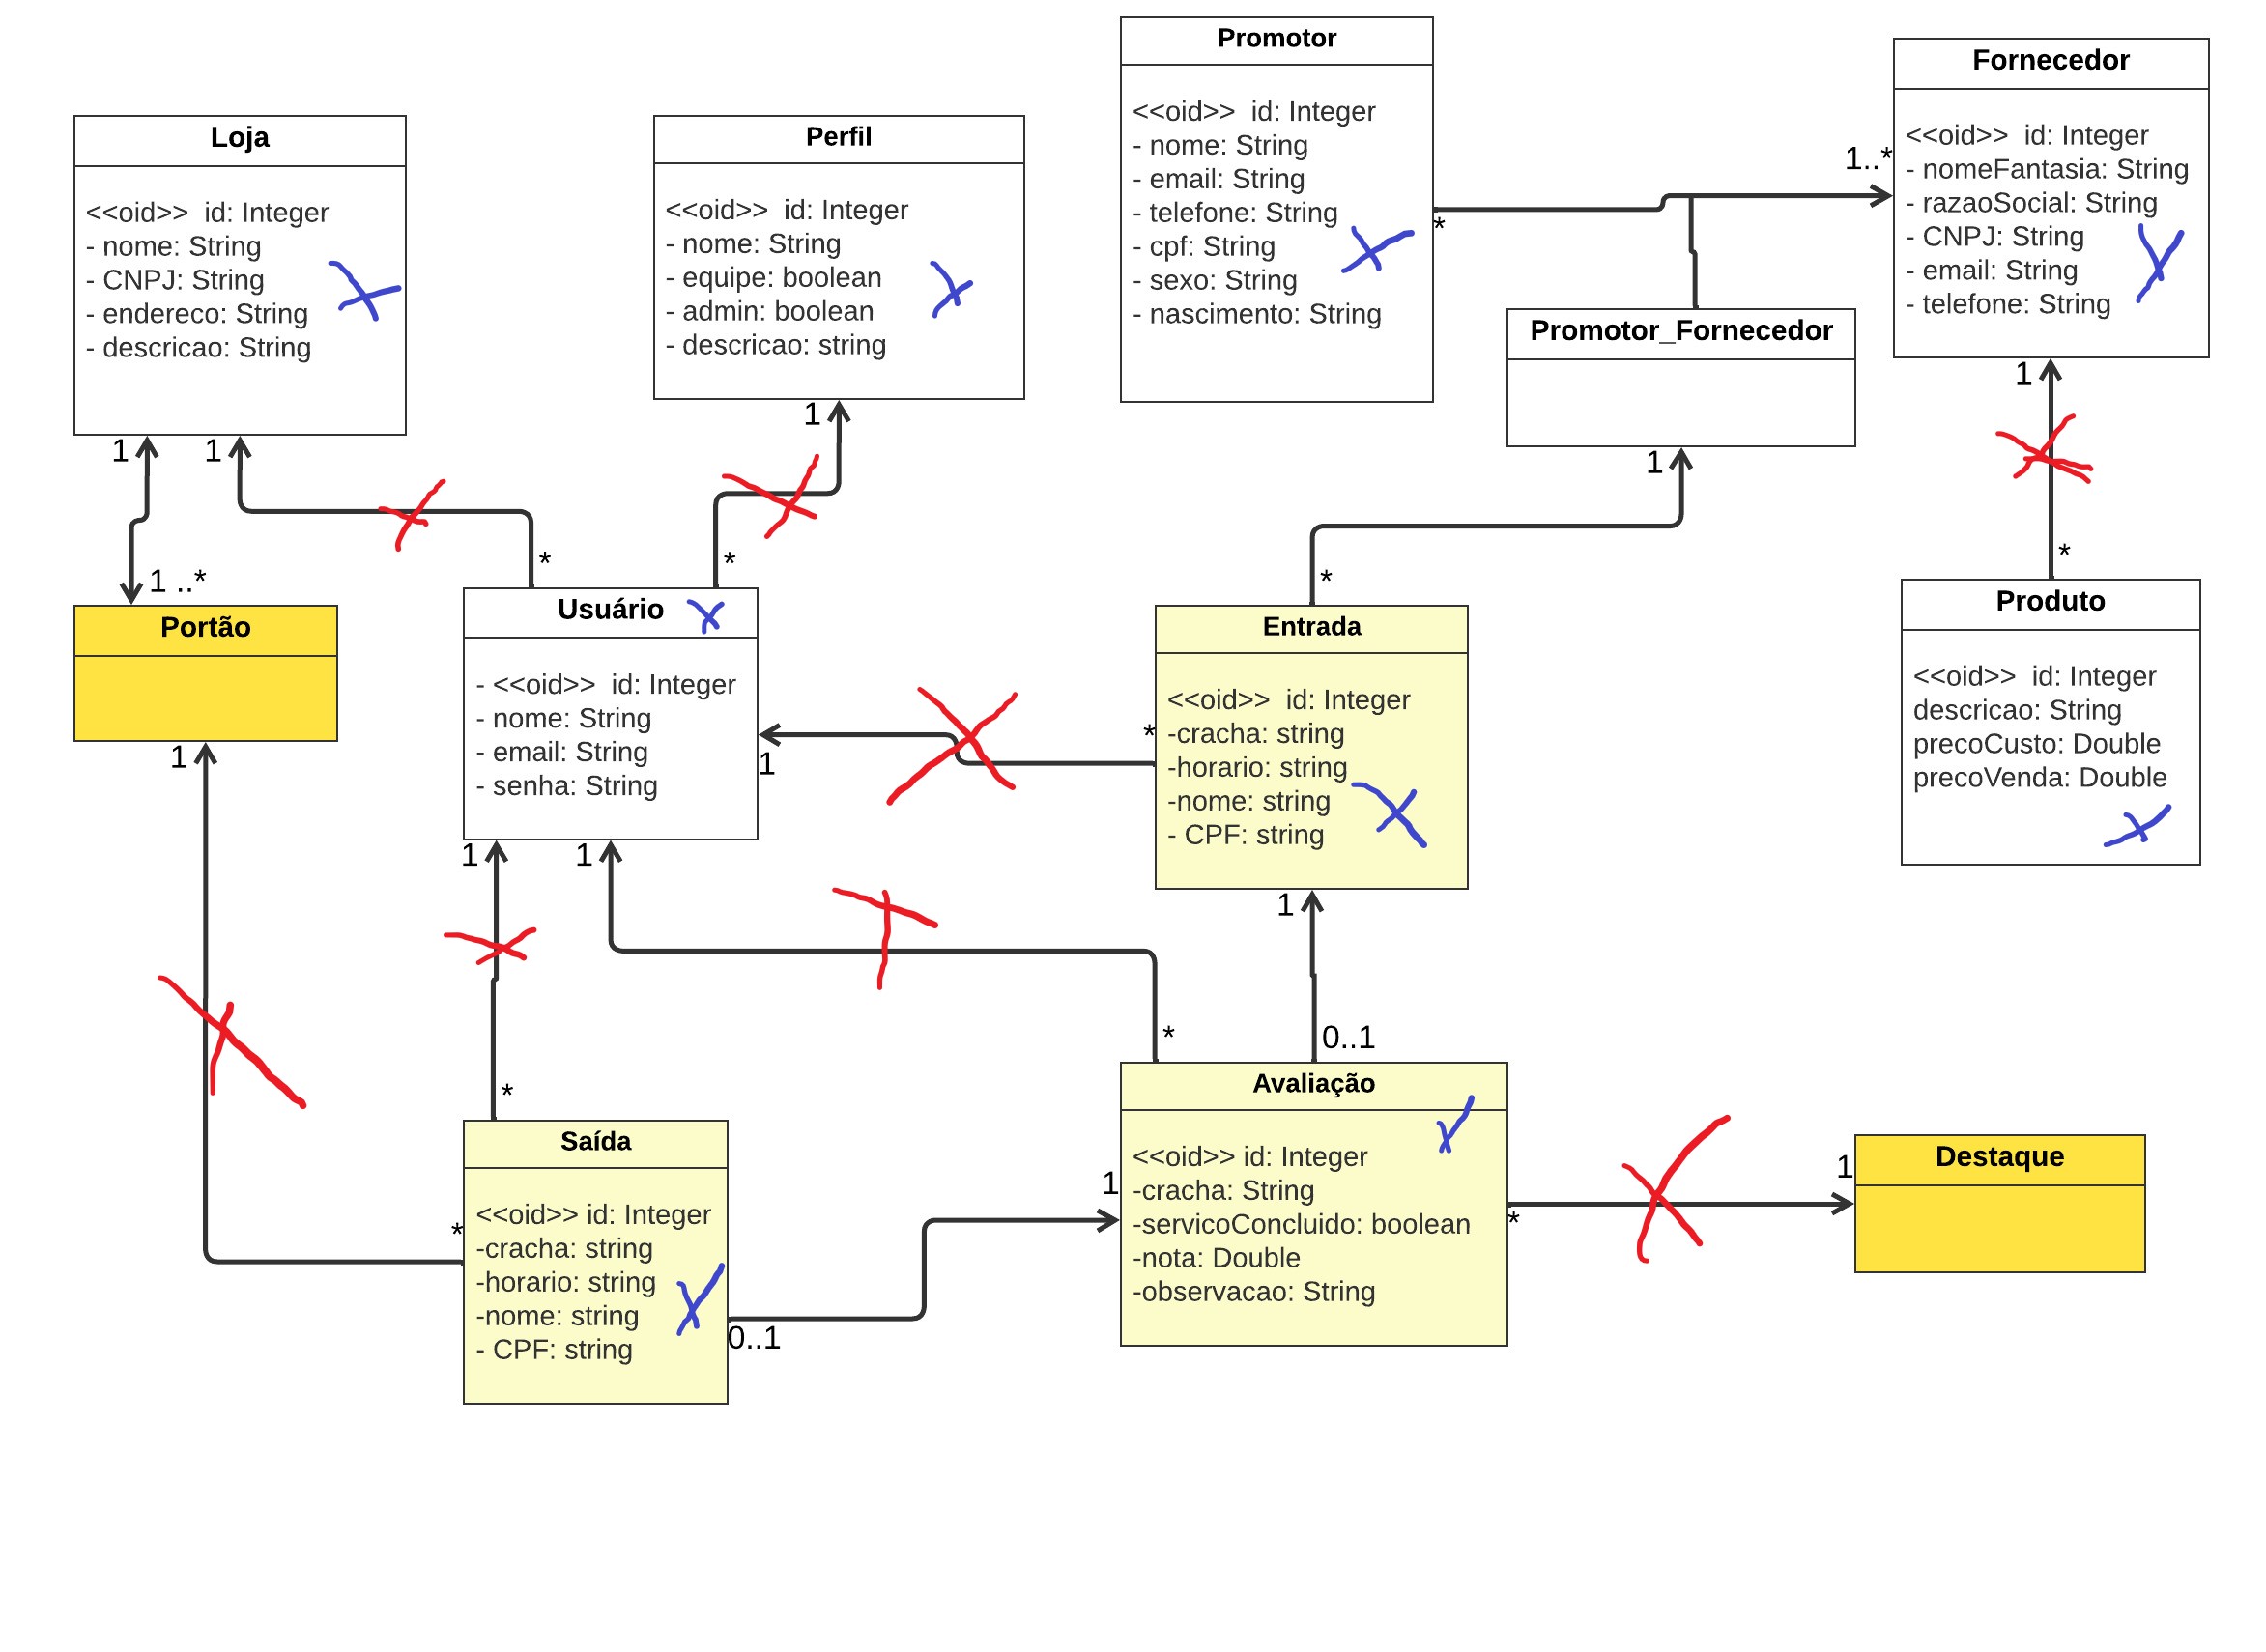 Promotor
<<oid>>  id: Integer
- nome: String
- email: String
- telefone: String
- cpf: String
- sexo: String
- nascimento: String
*
1..*
Fornecedor
<<oid>>  id: Integer
- nomeFantasia: String
- razaoSocial: String
- CNPJ: String
- email: String
- telefone: String
1
Loja
<<oid>>  id: Integer
- nome: String
- CNPJ: String
- endereco: String
- descricao: String
1
1
Perfil
<<oid>>  id: Integer
- nome: String
- equipe: boolean
- admin: boolean
- descricao: string
1
Promotor_Fornecedor
1
*
*
*
*
1 ..*
Portão
1
Usuário
- <<oid>>  id: Integer
- nome: String
- email: String
- senha: String
1
1
1
*
Entrada
<<oid>>  id: Integer
-cracha: string
-horario: string
-nome: string
- CPF: string
1
Produto
<<oid>>  id: Integer
descricao: String
precoCusto: Double
precoVenda: Double
*
0..1
*
Saída
<<oid>> id: Integer
-cracha: string
-horario: string
-nome: string
- CPF: string
*
0..1
1
Avaliação
<<oid>> id: Integer
-cracha: String
-servicoConcluido: boolean
-nota: Double
-observacao: String
*
1
Destaque